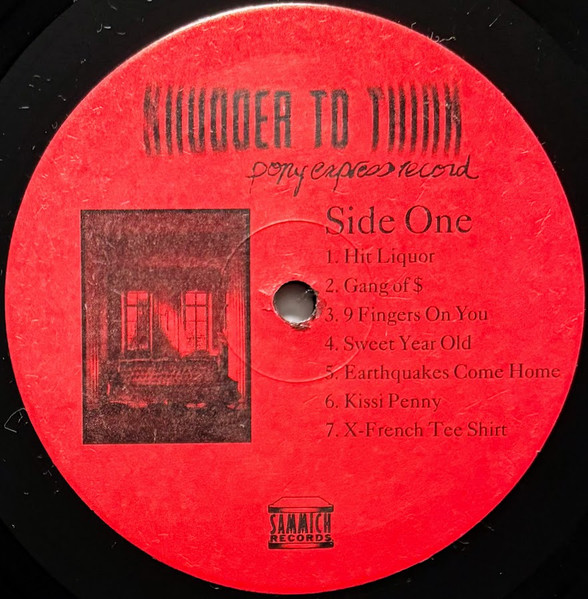 SHUDDER TO THINK
pony express record
Side One
1. Hit Liquor
2. Gang of $
3. 9 Fingers On You
4. Sweet Year Old
5. Earthquakes Come Home
6. Kissi Penny
7. X-French Tee Shirt
SAMMICH
RECORDS